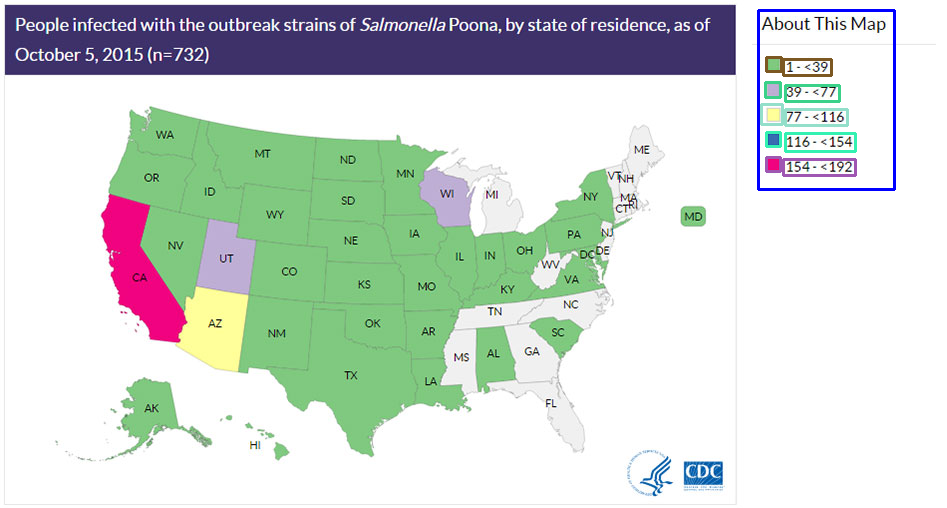 People infected with the outbreak strains of Salmonella Poona, by state of residence, as of
October 5, 2015 (n=732)
About This Map
1 - <39
39 - <77
77 - <116
116 - <154
154 - <192
WA
MT
ND
MN
OR
ID
WY
SD
WI
MI
ME
VT
NH
NY
MA
RI
CT
MD
NV
UT
CO
NE
IA
IL
IN
OH
PA
NJ
DE
DC
WV
VA
CA
KS
MO
KY
AZ
NM
OK
AR
TN
NC
SC
TX
LA
MS
AL
GA
FL
AK
HI
CDC